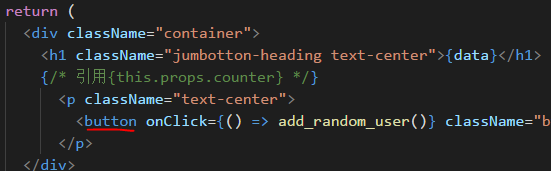 return (
<div className="container">
<h1 className="jumbotton-heading text-center">{data}</h1>
{/* 引用{this.props.counter} */}
<p className="text-center">
<button onClick={() => add_random_user()} className="b
</p>
</div>